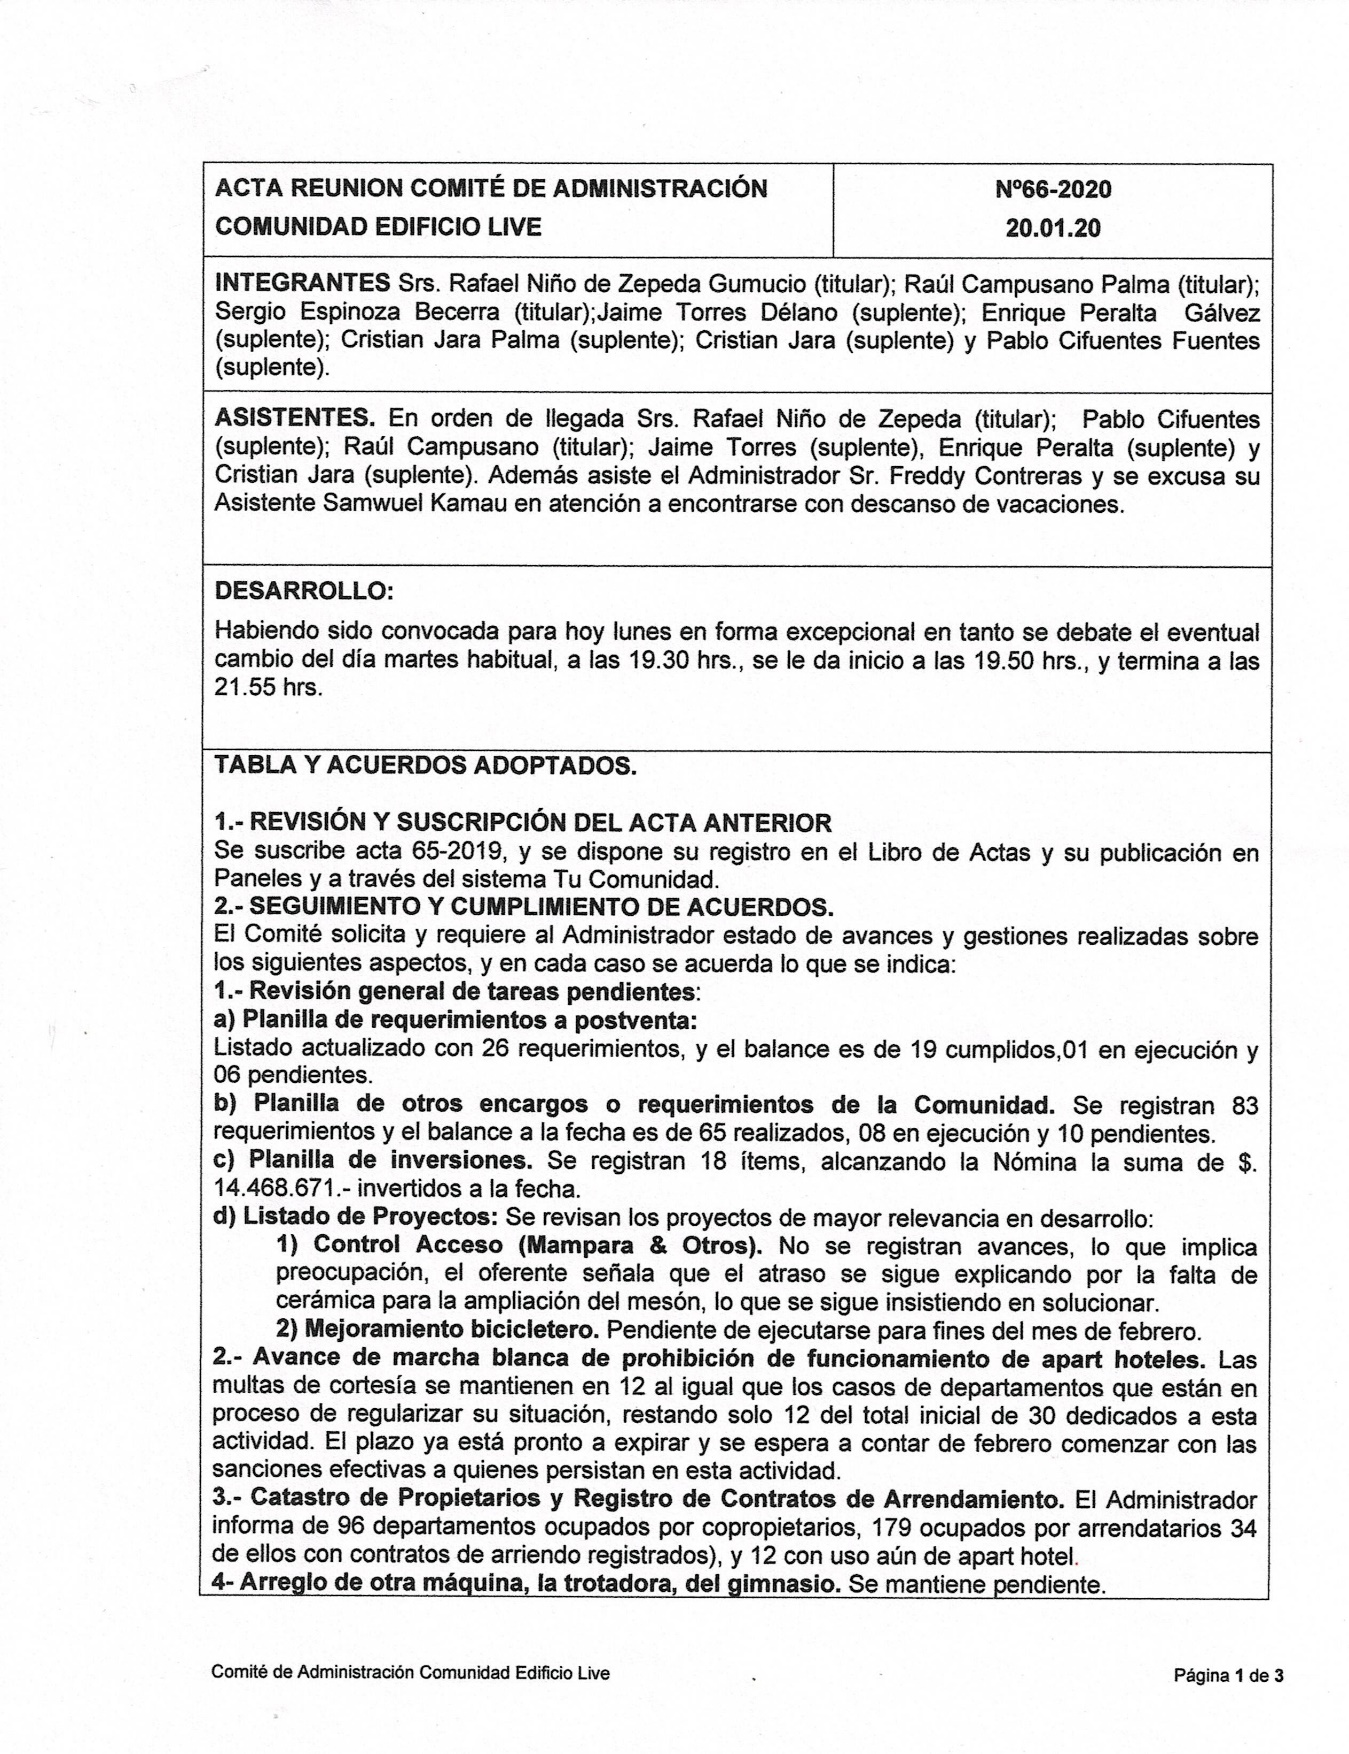 ACTA REUNION COMITÉ DE ADMINISTRACIÓN
COMUNIDAD EDIFICIO LIVE
Nº66-2020
20.01.20
INTEGRANTES Srs. Rafael Niño de Zepeda Gumucio (titular); Raúl Campusano Palma (titular);
Sergio Espinoza Becerra (titular);Jaime Torres Délano (suplente); Enrique Peralta Gálvez
(suplente); Cristian Jara Palma (suplente); Cristian Jara (suplente) y Pablo Cifuentes Fuentes
(suplente).
ASISTENTES. En orden de llegada Srs. Rafael Niño de Zepeda (titular); Pablo Cifuentes
(suplente); Raúl Campusano (titular); Jaime Torres (suplente), Enrique Peralta (suplente) y
Cristian Jara (suplente). Además asiste el Administrador Sr. Freddy Contreras y se excusa su
Asistente Samwuel Kamau en atención a encontrarse con descanso de vacaciones.
DESARROLLO:
Habiendo sido convocada para hoy lunes en forma excepcional en tanto se debate el eventual
cambio del día martes habitual, a las 19.30 hrs., se le da inicio a las 19.50 hrs., y termina a las
21.55 hrs.
TABLA Y ACUERDOS ADOPTADOS.
1.- REVISIÓN Y SUSCRIPCIÓN DEL ACTA ANTERIOR
Se suscribe acta 65-2019, y se dispone su registro en el Libro de Actas y su publicación en
Paneles y a través del sistema Tu Comunidad.
2.- SEGUIMIENTO Y CUMPLIMIENTO DE ACUERDOS.
El Comité solicita y requiere al Administrador estado de avances y gestiones realizadas sobre
los siguientes aspectos, y en cada caso se acuerda lo que se indica:
1.- Revisión general de tareas pendientes:
a) Planilla de requerimientos a postventa:
Listado actualizado con 26 requerimientos, y el balance es de 19 cumplidos,01 en ejecución y
06 pendientes.
b) Planilla de otros encargos o requerimientos de la Comunidad. Se registran 83
requerimientos y el balance a la fecha es de 65 realizados, 08 en ejecución y 10 pendientes.
c) Planilla de inversiones. Se registran 18 ítems, alcanzando la Nómina la suma de $.
14.468.671.- invertidos a la fecha.
d) Listado de Proyectos: Se revisan los proyectos de mayor relevancia en desarrollo:
1) Control Acceso (Mampara & Otros). No se registran avances, lo que implica
preocupación, el oferente señala que el atraso se sigue explicando por la falta de
cerámica para la ampliación del mesón, lo que se sigue insistiendo en solucionar.
2) Mejoramiento bicicletero. Pendiente de ejecutarse para fines del mes de febrero.
2.- Avance de marcha blanca de prohibición de funcionamiento de apart hoteles. Las
multas de cortesía se mantienen en 12 al igual que los casos de departamentos que están en
proceso de regularizar su situación, restando solo 12 del total inicial de 30 dedicados a esta
actividad. El plazo ya está pronto a expirar y se espera a contar de febrero comenzar con las
sanciones efectivas a quienes persistan en esta actividad.
3.- Catastro de Propietarios y Registro de Contratos de Arrendamiento. El Administrador
informa de 96 departamentos ocupados por copropietarios, 179 ocupados por arrendatarios 34
de ellos con contratos de arriendo registrados), y 12 con uso aún de apart hotel.
4- Arreglo de otra máquina, la trotadora, del gimnasio. Se mantiene pendiente.
Comité de Administración Comunidad Edificio Live
Página 1 de 3